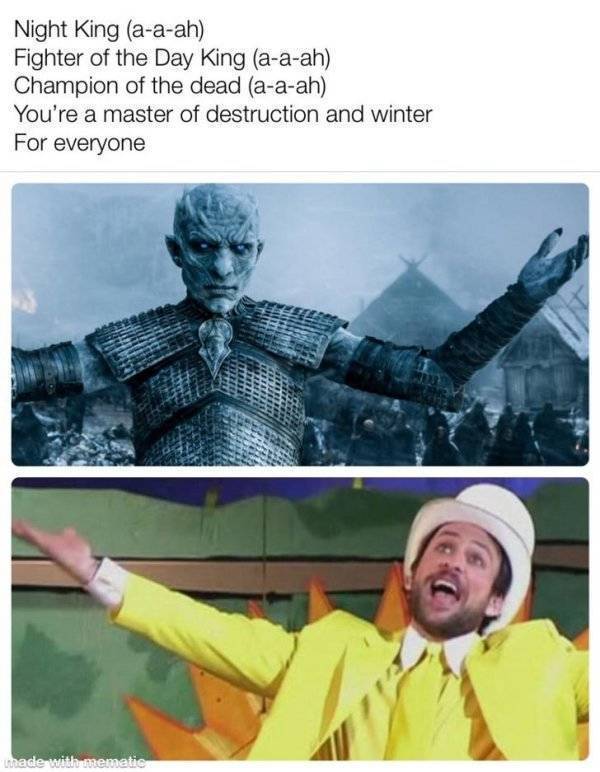 Night King (a-a-ah)
Fighter of the Day King (a-a-ah)
Champion of the dead (a-a-ah)
You’re a master of destruction and winter
For everyone
made with mematic